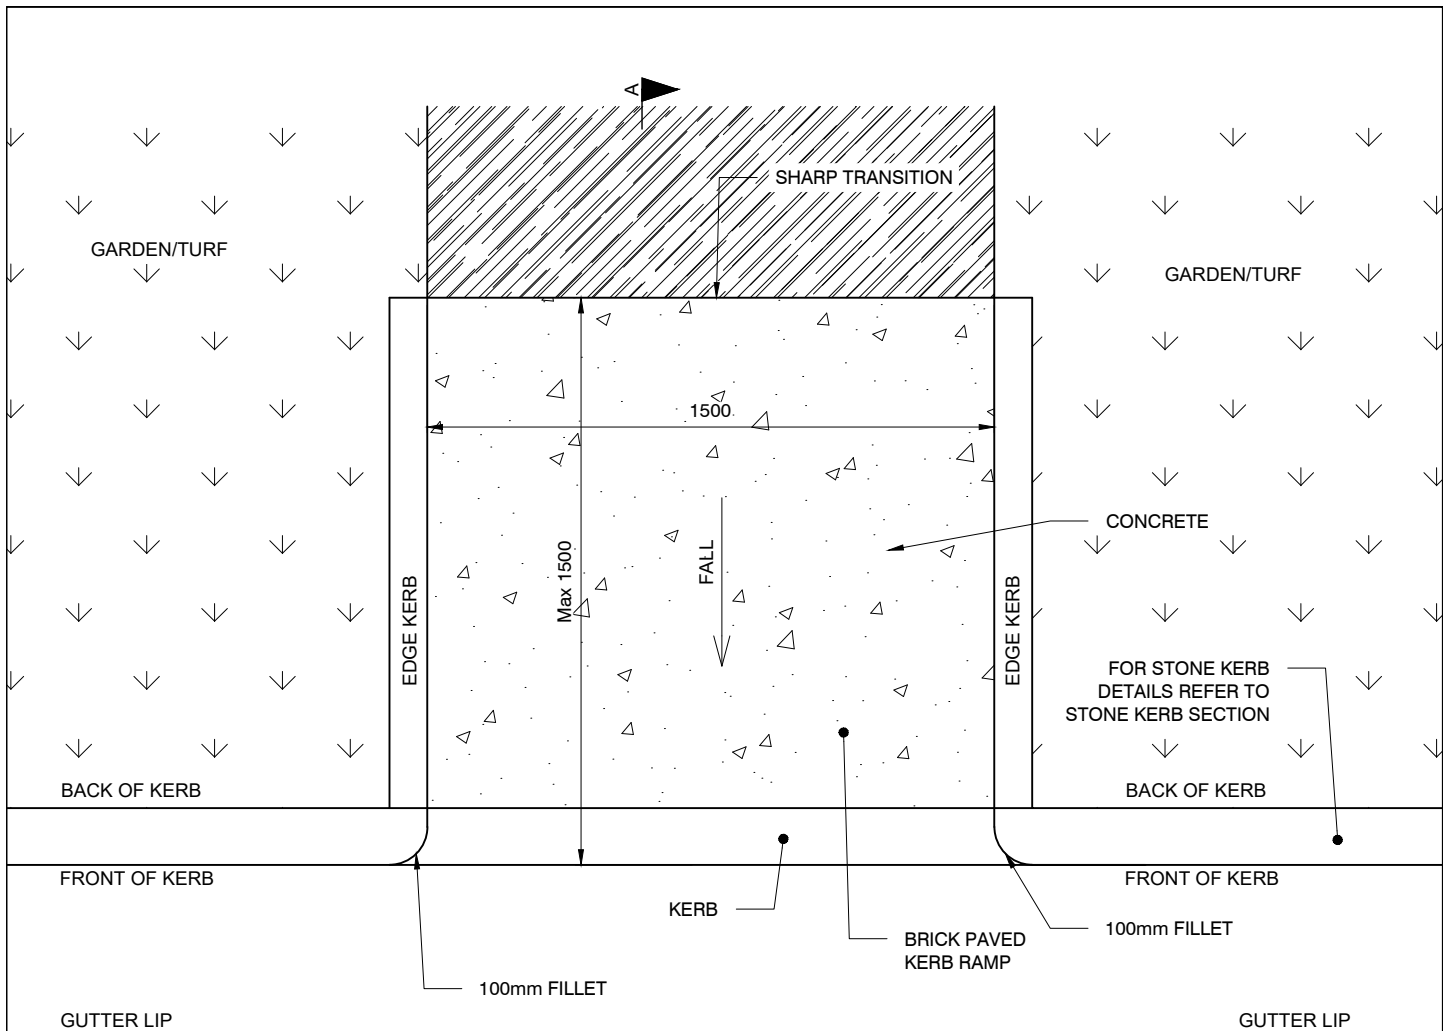 A
SHARP TRANSITION
GARDEN/TURF
GARDEN/TURF
1500
CONCRETE
Max 1500
FALL
EDGE KERB
EDGE KERB
FOR STONE KERB
DETAILS REFER TO
STONE KERB SECTION
BACK OF KERB
BACK OF KERB
FRONT OF KERB
FRONT OF KERB
KERB
100mm FILLET
BRICK PAVED
KERB RAMP
100mm FILLET
GUTTER LIP
GUTTER LIP